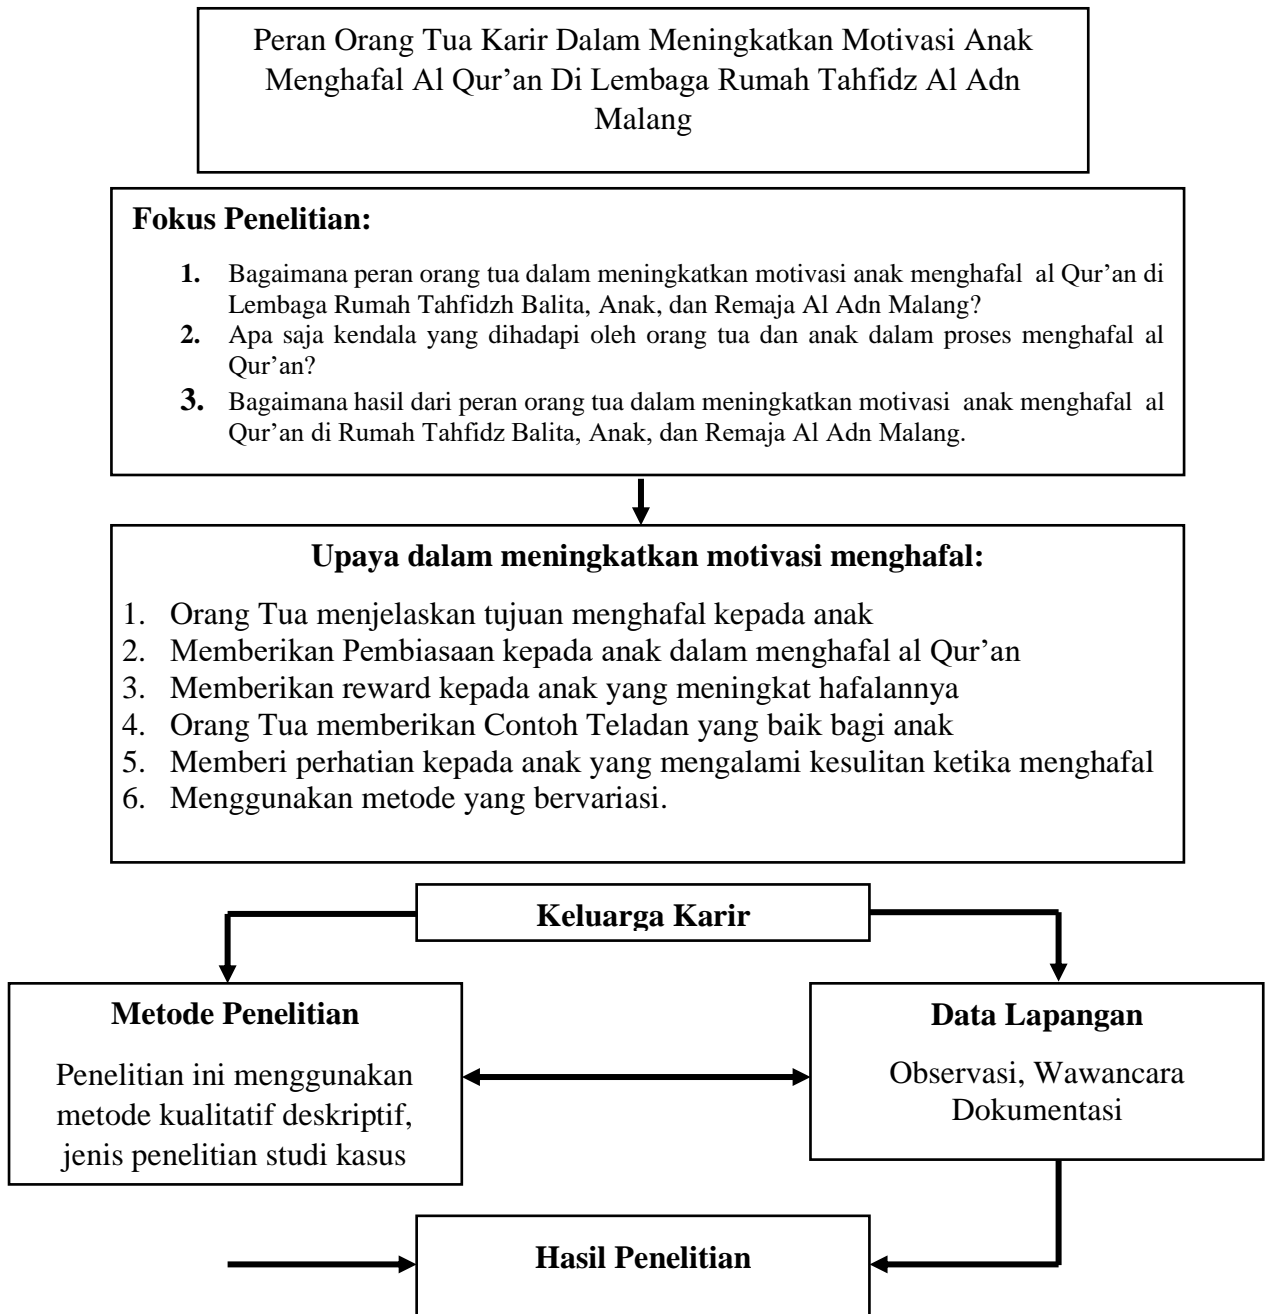 Peran Orang Tua Karir Dalam Meningkatkan Motivasi Anak
Menghafal Al Qur’an Di Lembaga Rumah Tahfidz Al Adn
Malang
Fokus Penelitian:
1. Bagaimana peran orang tua dalam meningkatkan motivasi anak menghafal al Qur’an di
Lembaga Rumah Tahfidzh Balita, Anak, dan Remaja Al Adn Malang?
2. Apa saja kendala yang dihadapi oleh orang tua dan anak dalam proses menghafal al
Qur’an?
3. Bagaimana hasil dari peran orang tua dalam meningkatkan motivasi anak menghafal al
Qur’an di Rumah Tahfidz Balita, Anak, dan Remaja Al Adn Malang.
Upaya dalam meningkatkan motivasi menghafal:
1. Orang Tua menjelaskan tujuan menghafal kepada anak
2. Memberikan Pembiasaan kepada anak dalam menghafal al Qur’an
3. Memberikan reward kepada anak yang meningkat hafalannya
4. Orang Tua memberikan Contoh Teladan yang baik bagi anak
5. Memberi perhatian kepada anak yang mengalami kesulitan ketika menghafal
6. Menggunakan metode yang bervariasi.
Keluarga Karir
Metode Penelitian
Penelitian ini menggunakan
metode kualitatif deskriptif,
jenis penelitian studi kasus
Data Lapangan
Observasi, Wawancara
Dokumentasi
Hasil Penelitian